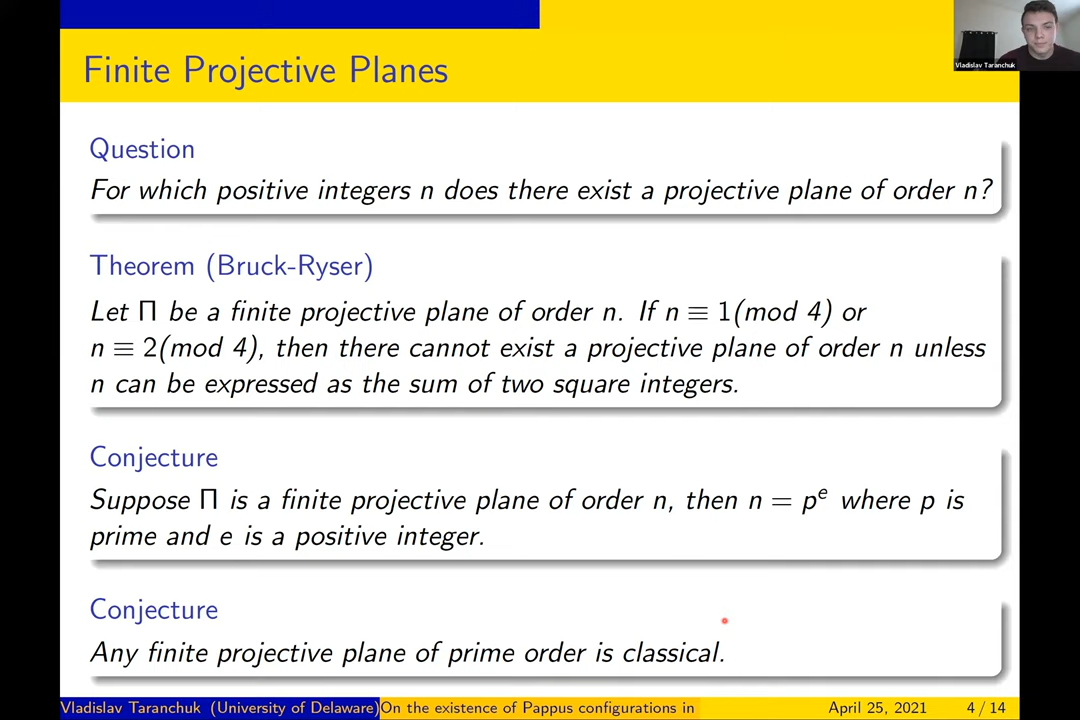 Finite Projective Planes
Vladislav Taranchuk
Question
For which positive integers n does there exist a projective plane of order n?
Theorem (Bruck-Ryser)
Let Π be a finite projective plane of order n. If n ≡ 1(mod 4) or
n ≡ 2(mod 4), then there cannot exist a projective plane of order n unless
n can be expressed as the sum of two square integers.
Conjecture
Suppose Π is a finite projective plane of order n, then n = pᵉ where p is
prime and e is a positive integer.
Conjecture
Any finite projective plane of prime order is classical.
Vladislav Taranchuk (University of Delaware) On the existence of Pappus configurations in April 25, 2021 4 / 14